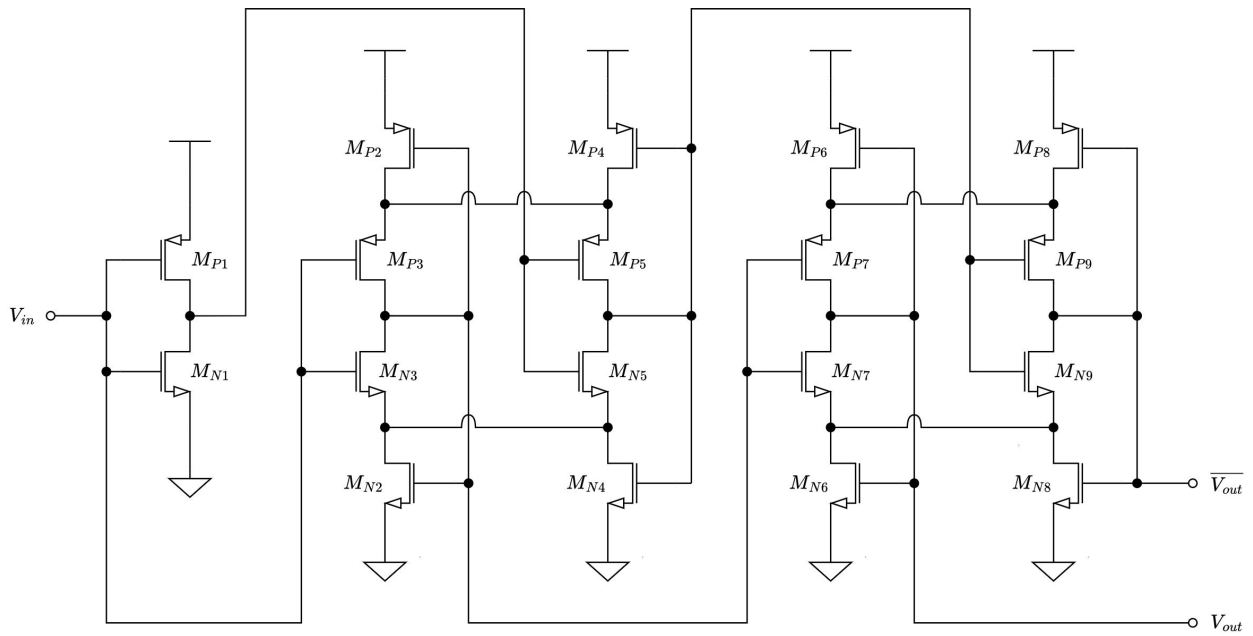 M_{P2}
M_{P4}
M_{P6}
M_{P8}
M_{P1}
M_{P3}
M_{P5}
M_{P7}
M_{P9}
V_{in}
M_{N1}
M_{N3}
M_{N5}
M_{N7}
M_{N9}
M_{N2}
M_{N4}
M_{N6}
M_{N8}
\overline{V_{out}}
V_{out}